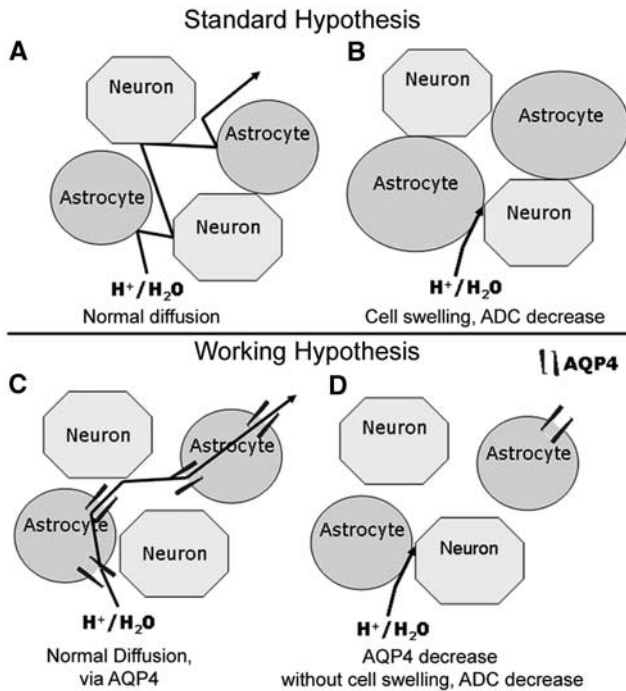 Standard Hypothesis
A
Neuron
Astrocyte
Astrocyte
Neuron
H⁺/H₂O
Normal diffusion
B
Neuron
Astrocyte
Astrocyte
Neuron
H⁺/H₂O
Cell swelling, ADC decrease
Working Hypothesis
AQP4
C
Neuron
Astrocyte
Astrocyte
Neuron
H⁺/H₂O
Normal Diffusion,
via AQP4
D
Neuron
Astrocyte
Astrocyte
Neuron
H⁺/H₂O
AQP4 decrease
without cell swelling, ADC decrease